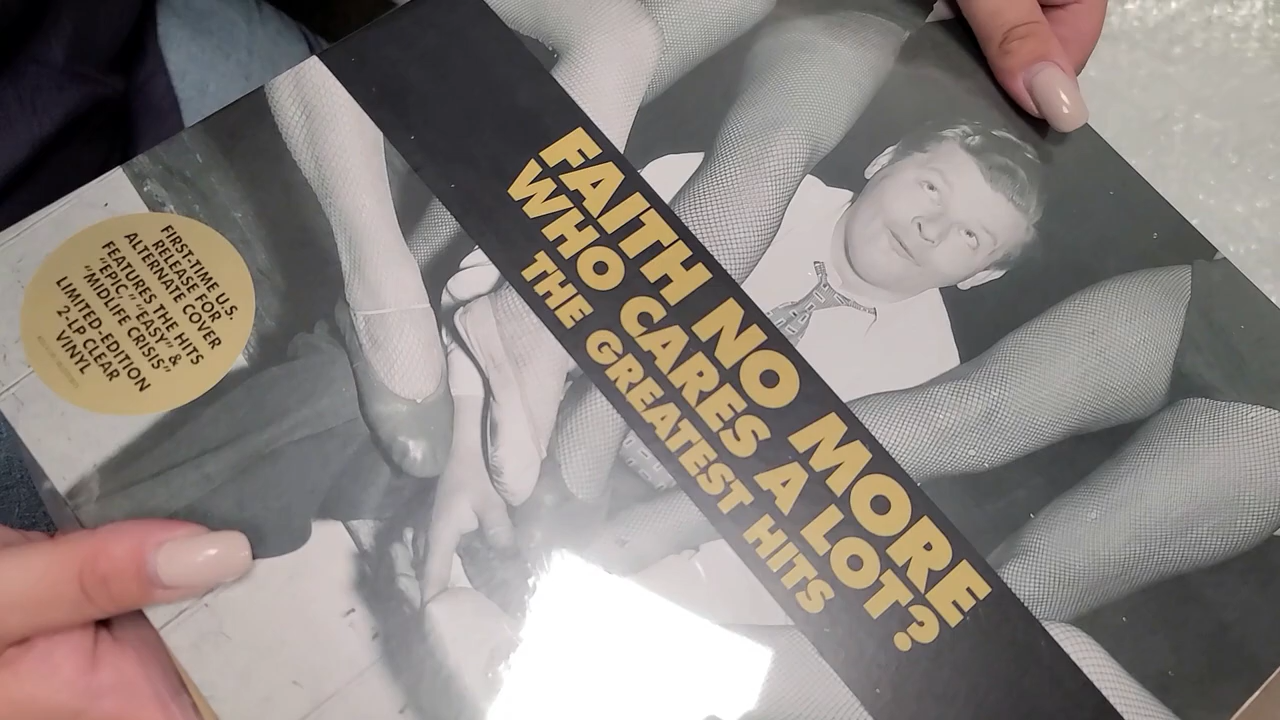 FAITH NO MORE
WHO CARES A LOT?
THE GREATEST HITS
FIRST-TIME U.S.
RELEASE FOR
ALTERNATE COVER
FEATURES THE HITS
"EPIC," "EASY" &
"MIDLIFE CRISIS"
LIMITED-EDITION
2-LP CLEAR
VINYL